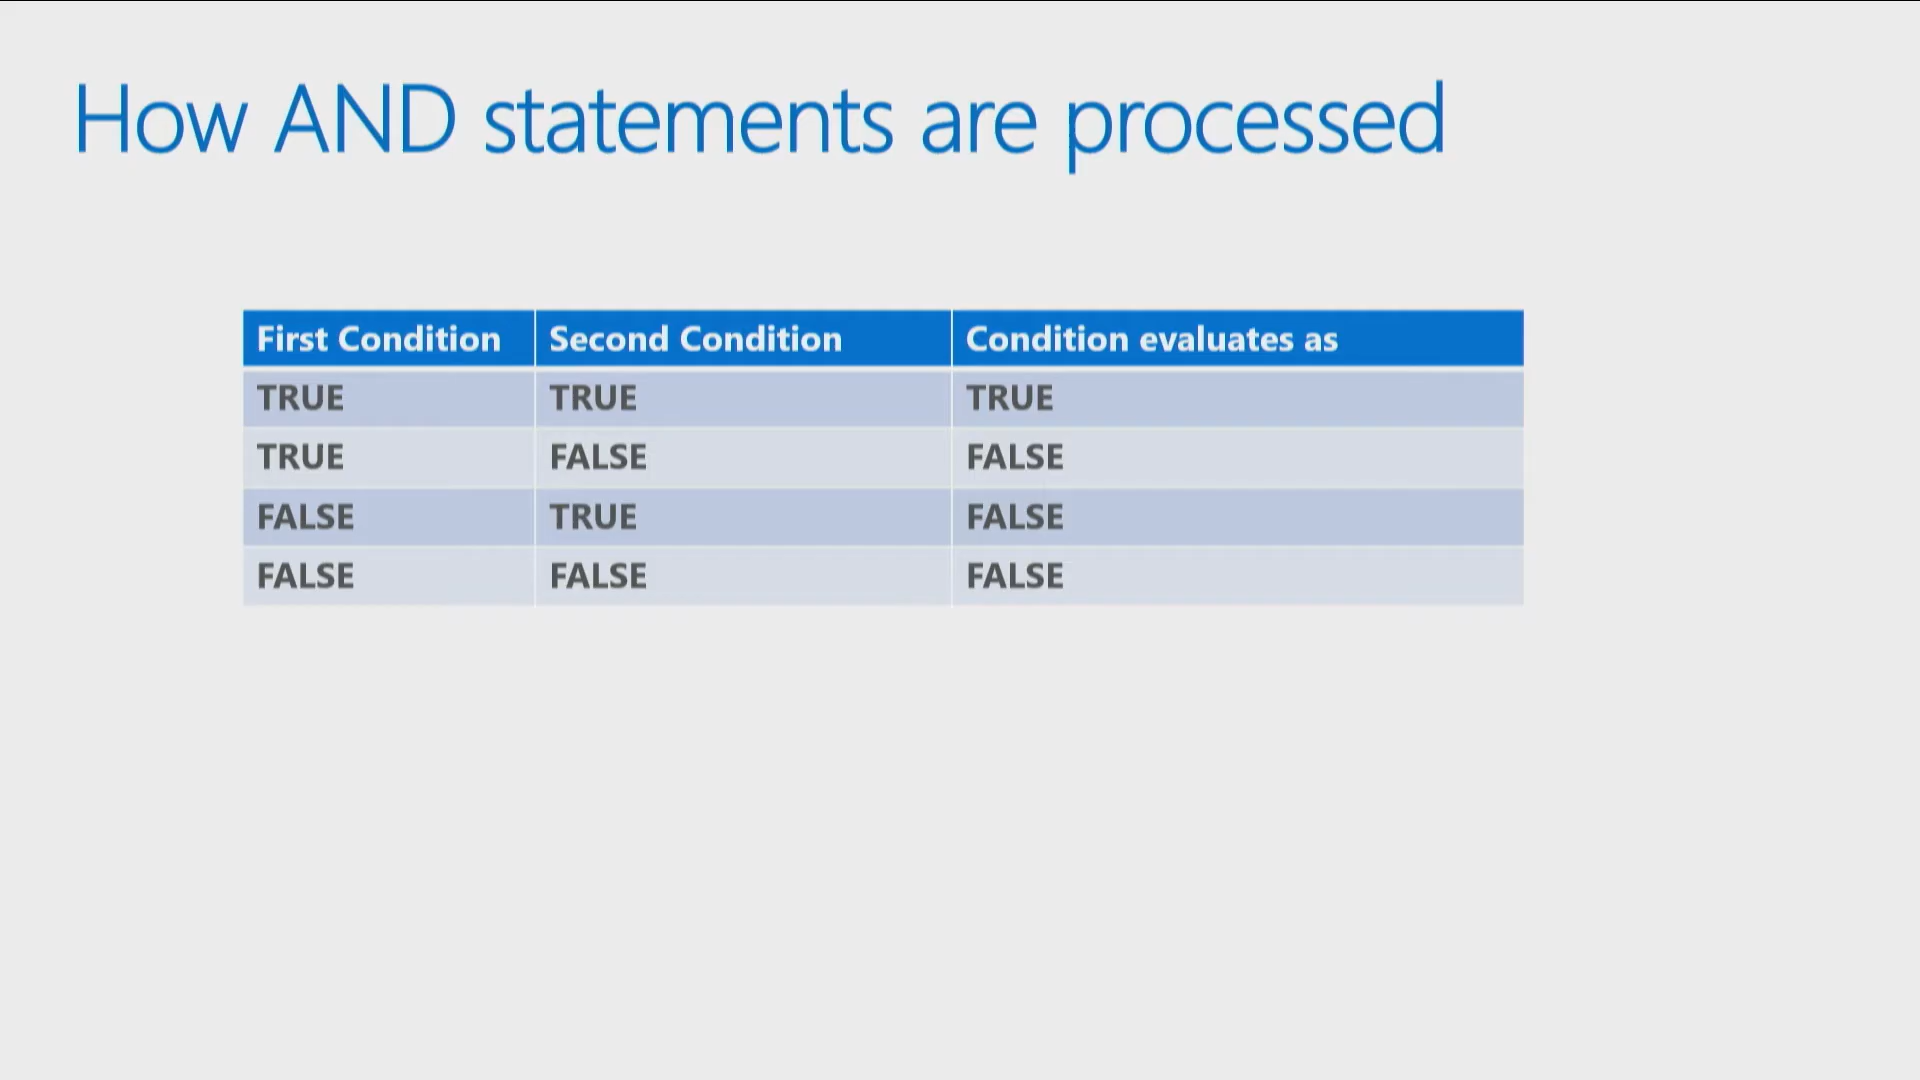 How AND statements are processed
First Condition Second Condition Condition evaluates as
TRUE TRUE TRUE
TRUE FALSE FALSE
FALSE TRUE FALSE
FALSE FALSE FALSE